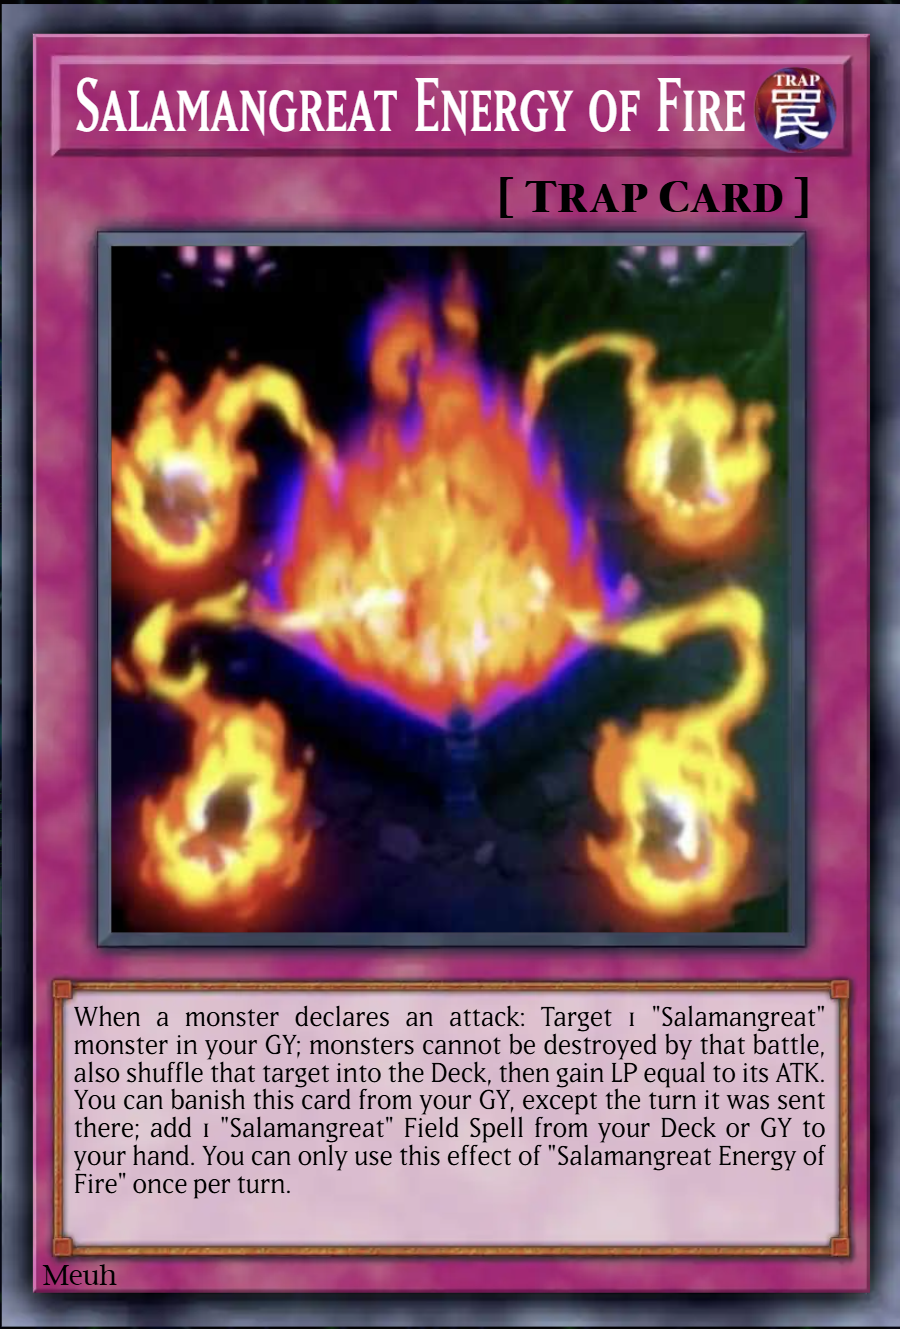 Salamangreat Energy of Fire
TRAP
罠
[ Trap Card ]
When a monster declares an attack: Target 1 "Salamangreat"
monster in your GY; monsters cannot be destroyed by that battle,
also shuffle that target into the Deck, then gain LP equal to its ATK.
You can banish this card from your GY, except the turn it was sent
there; add 1 "Salamangreat" Field Spell from your Deck or GY to
your hand. You can only use this effect of "Salamangreat Energy of
Fire" once per turn.
Meuh